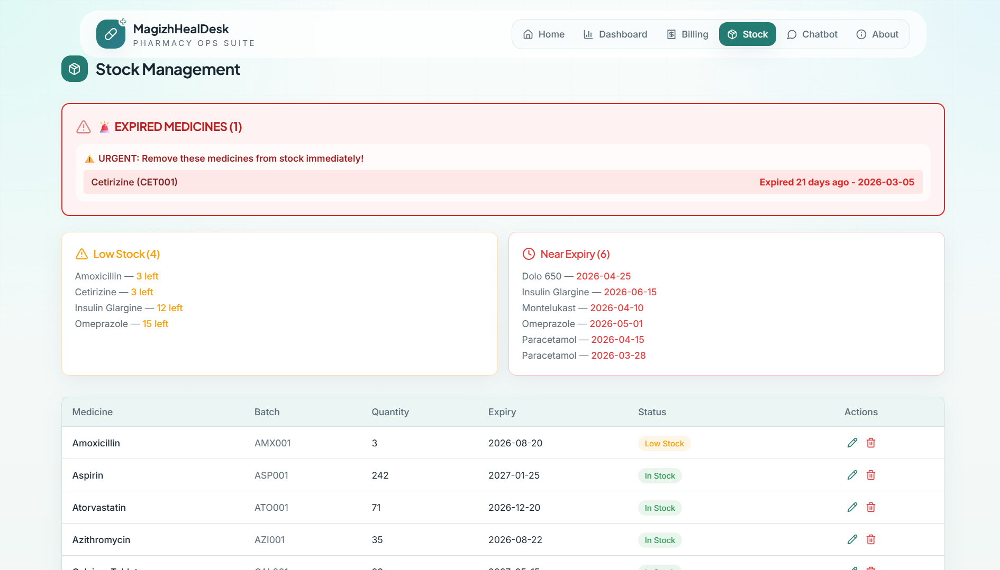 MagizhHealDesk
PHARMACY OPS SUITE
Home
Dashboard
Billing
Stock
Chatbot
About
Stock Management
🚨 EXPIRED MEDICINES (1)
⚠️ URGENT: Remove these medicines from stock immediately!
Cetirizine (CET001) Expired 21 days ago - 2026-03-05
Low Stock (4)
Amoxicillin — 3 left
Cetirizine — 3 left
Insulin Glargine — 12 left
Omeprazole — 15 left
Near Expiry (6)
Dolo 650 — 2026-04-25
Insulin Glargine — 2026-06-15
Montelukast — 2026-04-10
Omeprazole — 2026-05-01
Paracetamol — 2026-04-15
Paracetamol — 2026-03-28
Medicine Batch Quantity Expiry Status Actions
Amoxicillin AMX001 3 2026-08-20 Low Stock
Aspirin ASP001 242 2027-01-25 In Stock
Atorvastatin ATO001 71 2026-12-20 In Stock
Azithromycin AZI001 35 2026-08-22 In Stock